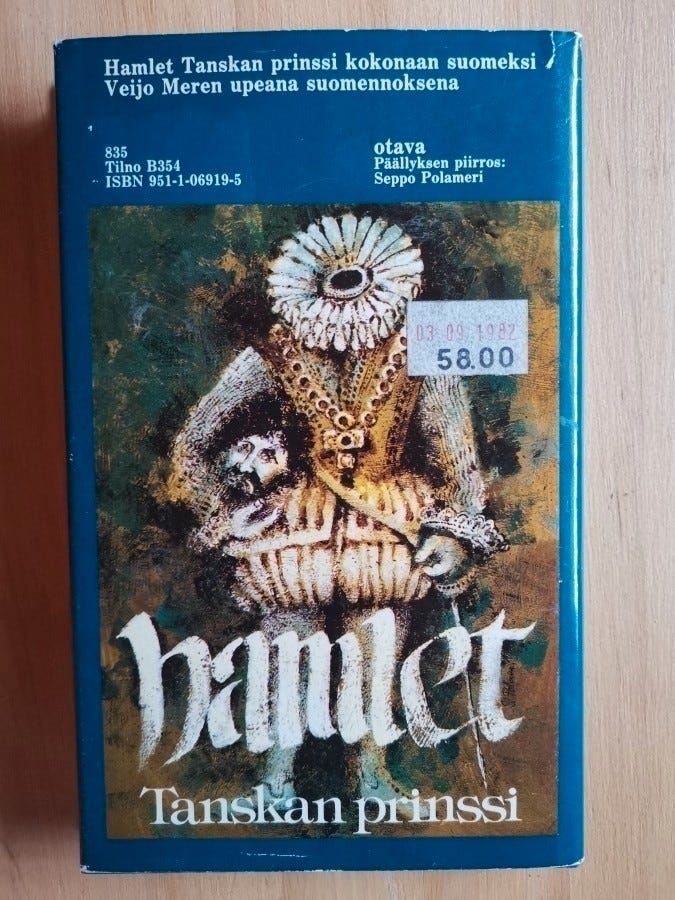 Hamlet Tanskan prinssi kokonaan suomeksi
Veijo Meren upeana suomennoksena
835
Tilno B354
ISBN 951-1-06919-5
otava
Päällyksen piirros:
Seppo Polameri
03 09 1982
58.00
hamlet
Tanskan prinssi